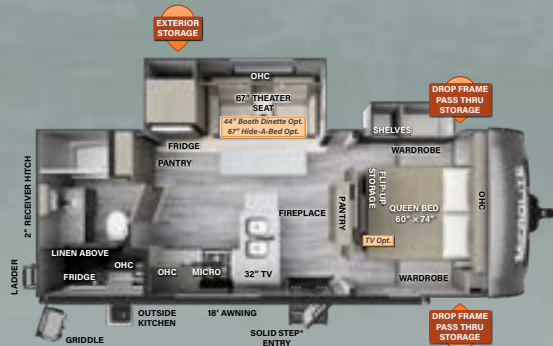 EXTERIOR
STORAGE
OHC
67" THEATER
SEAT
44" Booth Dinette Opt.
67" Hide-A-Bed Opt.
DROP FRAME
PASS THRU
STORAGE
SHELVES
WARDROBE
FRIDGE
PANTRY
2" RECEIVER HITCH
FIREPLACE
PANTRY
FLIP-UP
STORAGE
QUEEN BED
60" x 74"
OHC
TV Opt.
LINEN ABOVE
FRIDGE
OHC
OHC
MICRO
32" TV
WARDROBE
LADDER
GRIDDLE
OUTSIDE
KITCHEN
18' AWNING
SOLID STEP®
ENTRY
DROP FRAME
PASS THRU
STORAGE